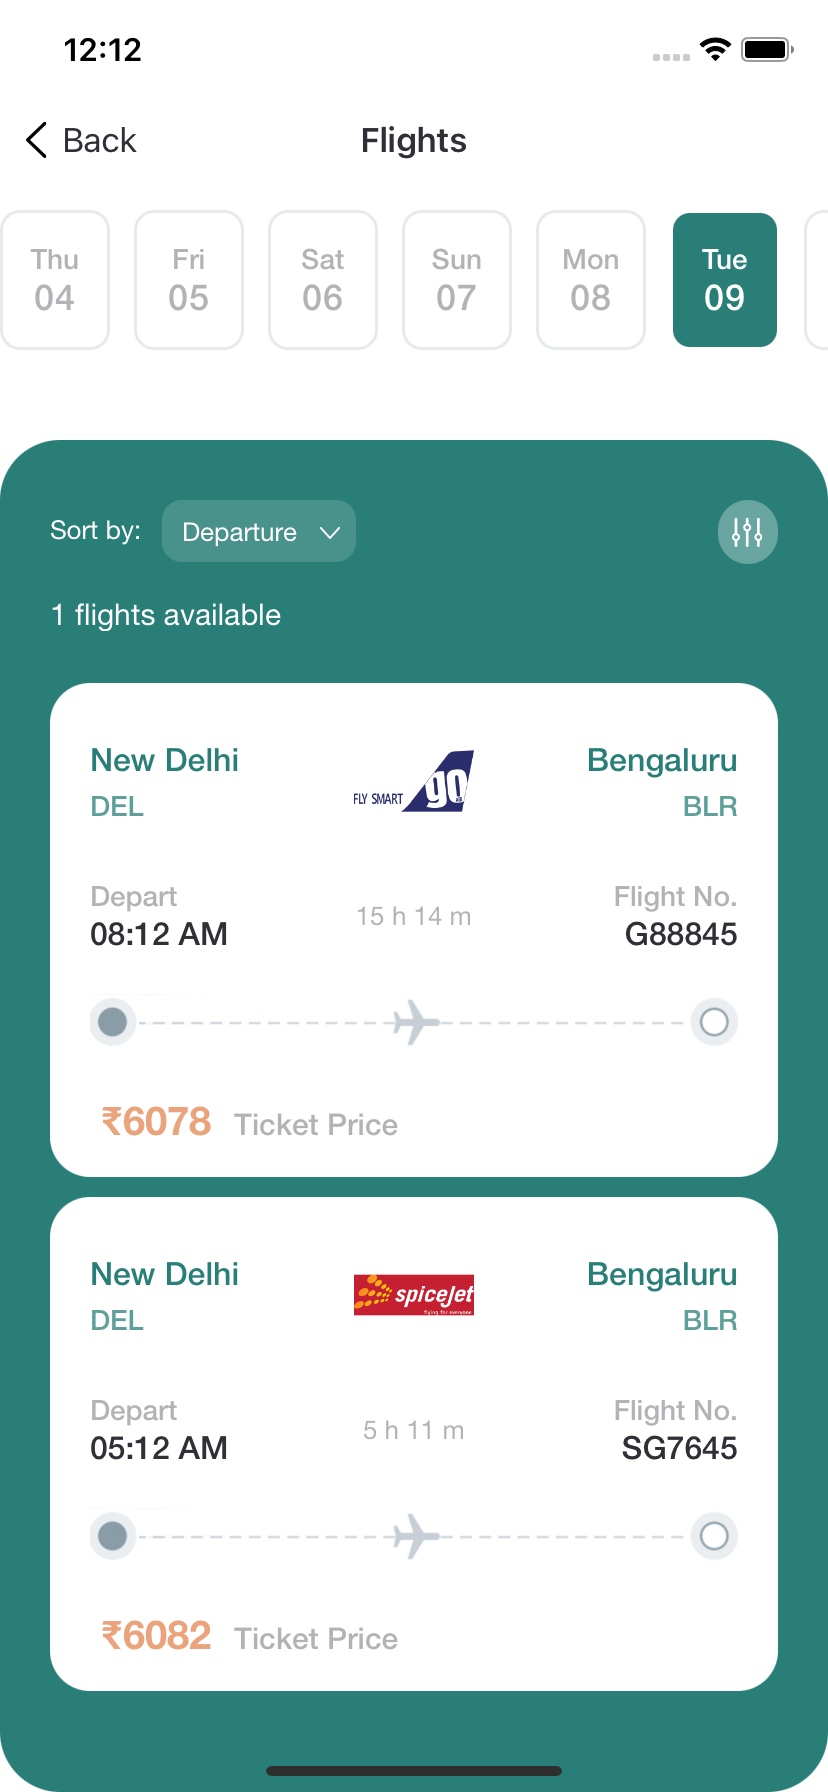 12:12
Back
Flights
Thu
04
Fri
05
Sat
06
Sun
07
Mon
08
Tue
09
Sort by:
Departure
1 flights available
New Delhi
DEL
FLY SMART
go
Bengaluru
BLR
Depart
08:12 AM
15 h 14 m
Flight No.
G88845
₹6078 Ticket Price
New Delhi
DEL
spiceJet
flying for everyone
Bengaluru
BLR
Depart
05:12 AM
5 h 11 m
Flight No.
SG7645
₹6082 Ticket Price